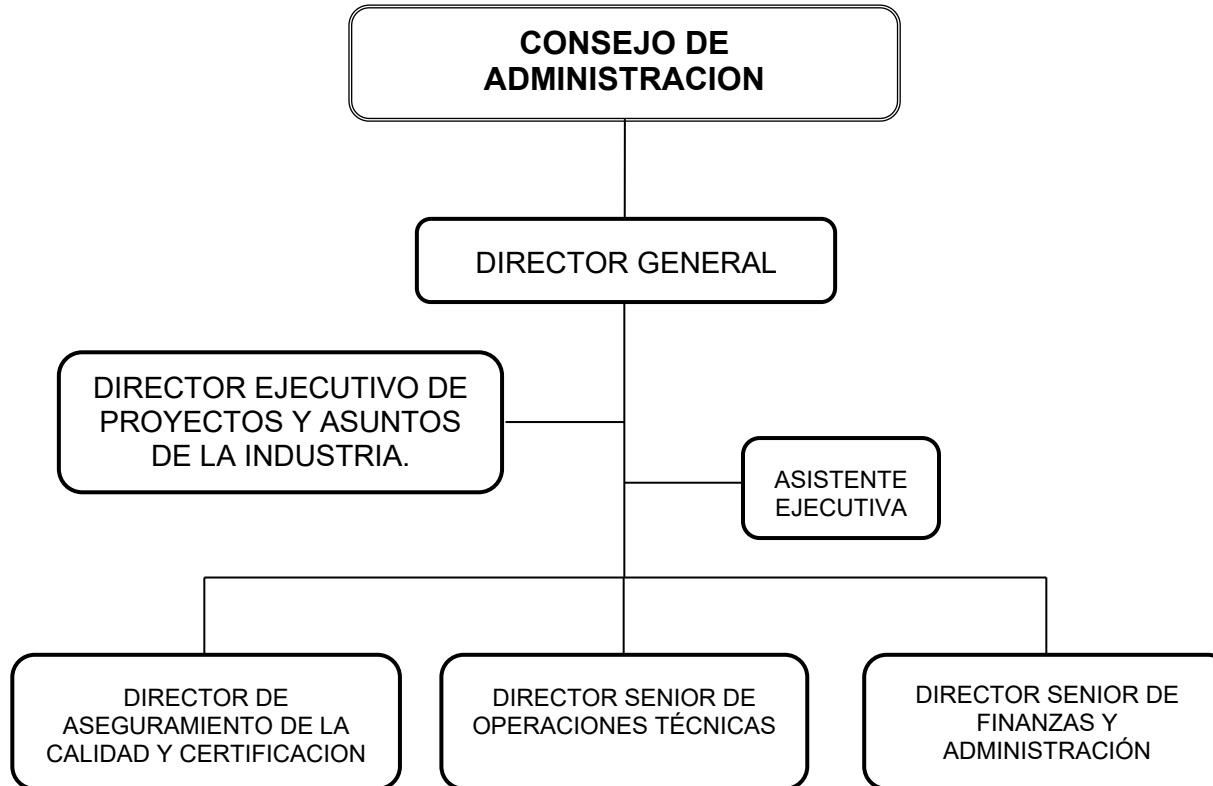 CONSEJO DE
ADMINISTRACION
DIRECTOR GENERAL
DIRECTOR EJECUTIVO DE
PROYECTOS Y ASUNTOS
DE LA INDUSTRIA.
ASISTENTE
EJECUTIVA
DIRECTOR DE
ASEGURAMIENTO DE LA
CALIDAD Y CERTIFICACION
DIRECTOR SENIOR DE
OPERACIONES TÉCNICAS
DIRECTOR SENIOR DE
FINANZAS Y
ADMINISTRACIÓN